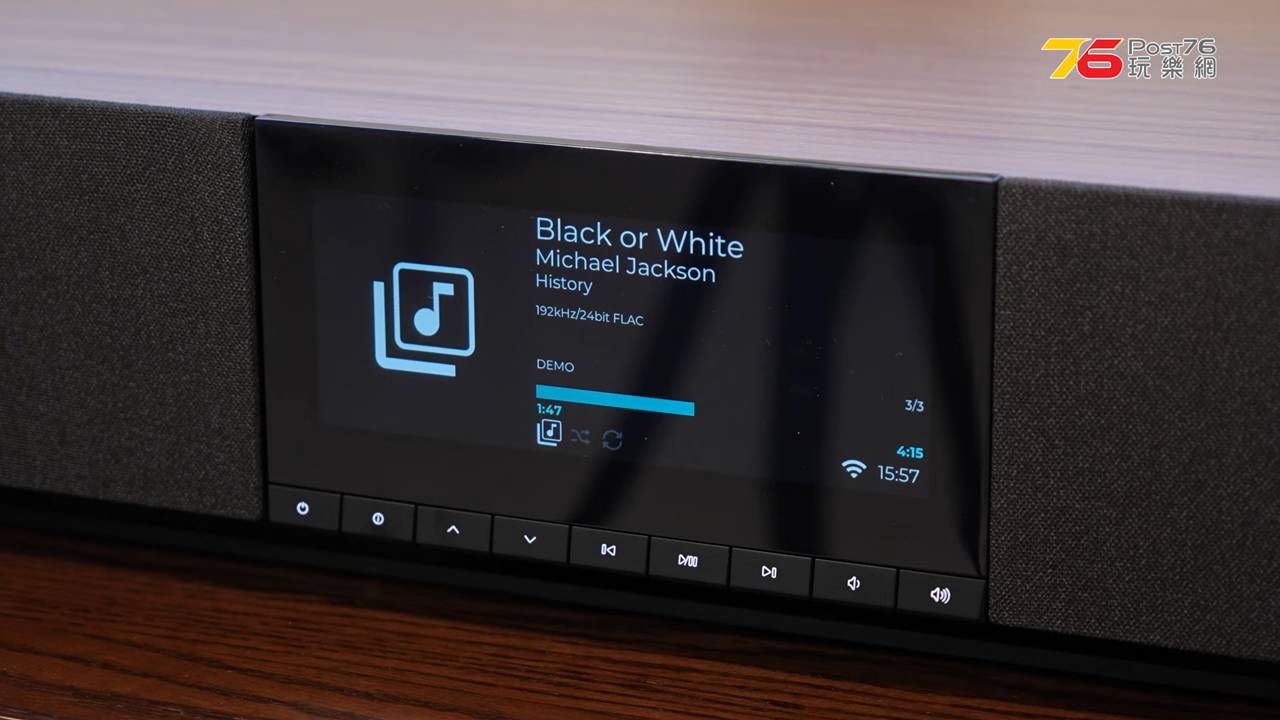 76 Post76
玩樂網
Black or White
Michael Jackson
History
192kHz/24bit FLAC
DEMO
3/3
1:47
4:15
15:57